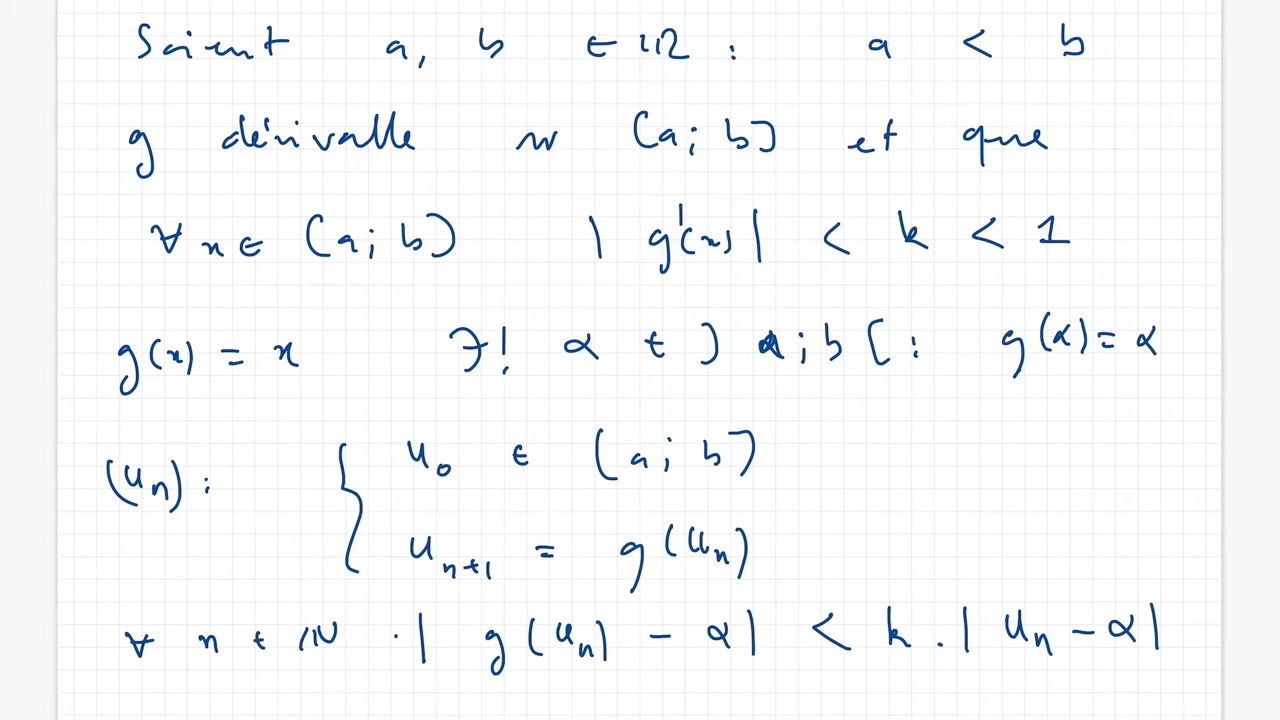 Soient a, b ∈ ℝ : a < b
g dérivable sur [a; b] et que
∀ x ∈ [a; b] |g'(x)| < k < 1
g(x) = x ∃! α ∈ ]a; b[ : g(α) = α
(uₙ) : { u₀ ∈ [a; b]
uₙ₊₁ = g(uₙ)
∀ n ∈ ℕ . |g(uₙ) - α| < k . |uₙ - α|